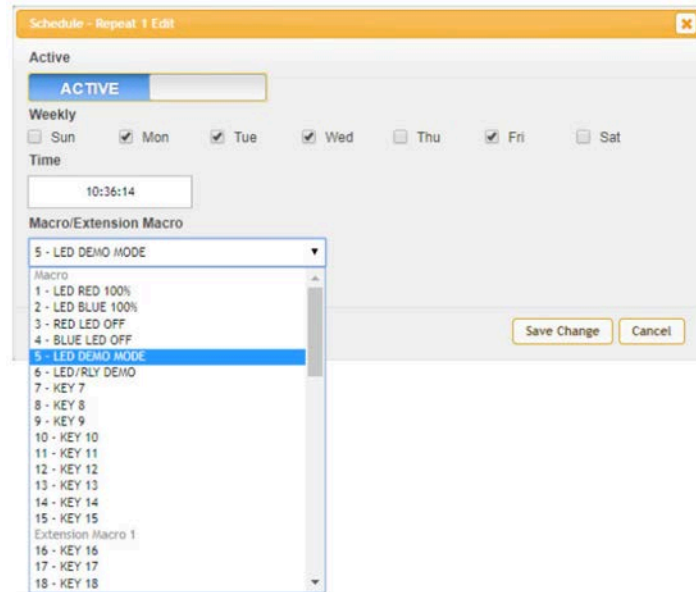 Schedule - Repeat 1 Edit
Active
ACTIVE
Weekly
Sun Mon Tue Wed Thu Fri Sat
Time
10:36:14
Macro/Extension Macro
5 - LED DEMO MODE
Macro
1 - LED RED 100%
2 - LED BLUE 100%
3 - RED LED OFF
4 - BLUE LED OFF
5 - LED DEMO MODE
6 - LED/RLY DEMO
7 - KEY 7
8 - KEY 8
9 - KEY 9
10 - KEY 10
11 - KEY 11
12 - KEY 12
13 - KEY 13
14 - KEY 14
15 - KEY 15
Extension Macro 1
16 - KEY 16
17 - KEY 17
18 - KEY 18
Save Change Cancel